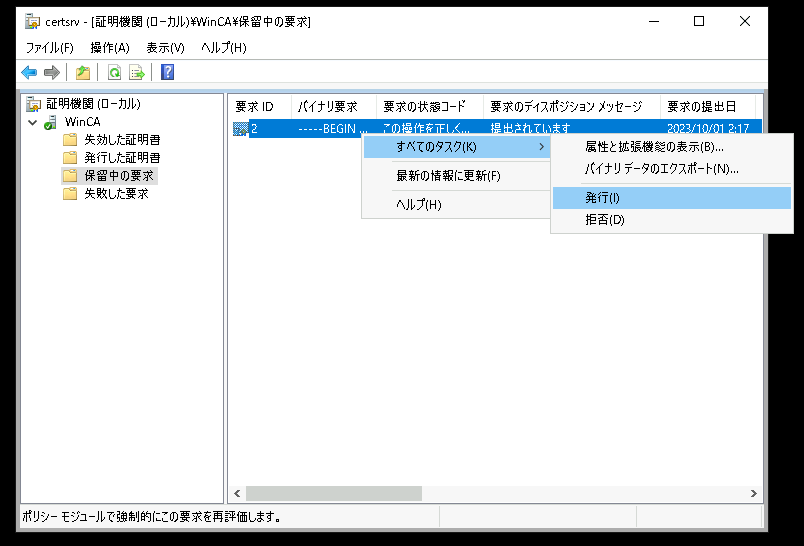 certsrv - [証明機関 (ローカル)¥WinCA¥保留中の要求]
ファイル(F) 操作(A) 表示(V) ヘルプ(H)
証明機関 (ローカル)
WinCA
失効した証明書
発行した証明書
保留中の要求
失敗した要求
要求 ID バイナリ要求 要求の状態コード 要求のディスポジション メッセージ 要求の提出日
2 -----BEGIN ... この操作を正しく... 提出されています 2023/10/01 2:17
すべてのタスク(K)
最新の情報に更新(F)
ヘルプ(H)
属性と拡張機能の表示(B)...
バイナリ データのエクスポート(N)...
発行(I)
拒否(D)
ポリシー モジュールで強制的にこの要求を再評価します。